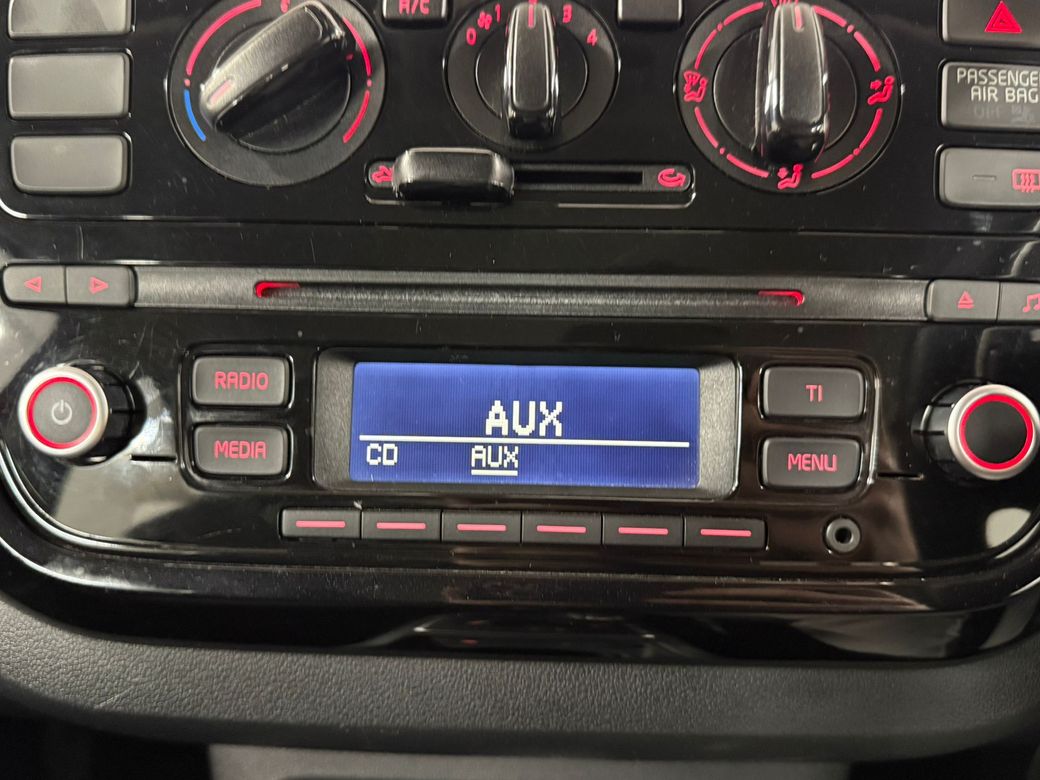 A/C
0 1 3 4
PASSENGER
AIR BAG
RADIO
MEDIA
AUX
CD AUX
TI
MENU